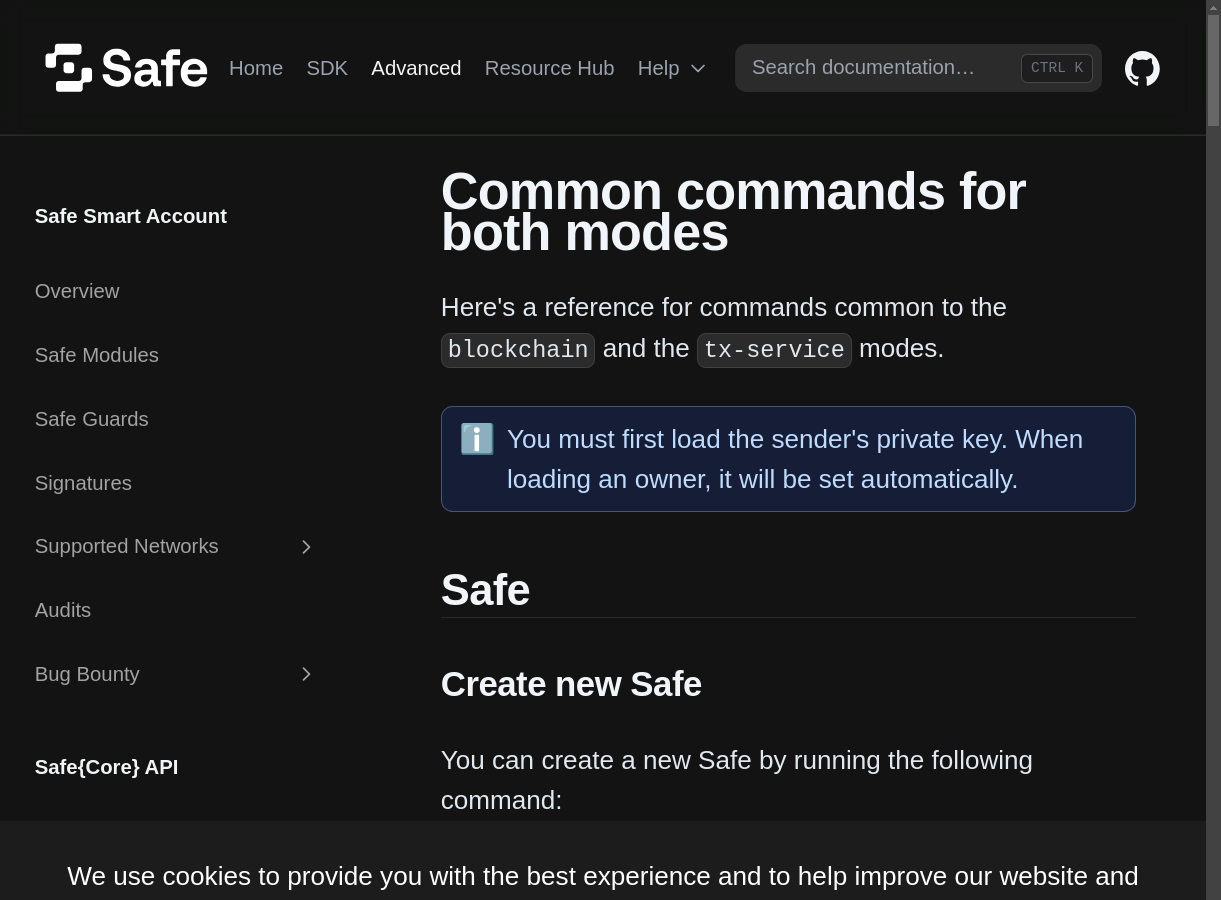 Safe
Home
SDK
Advanced
Resource Hub
Help
Search documentation…
CTRL K
Safe Smart Account
Overview
Safe Modules
Safe Guards
Signatures
Supported Networks
Audits
Bug Bounty
Safe{Core} API
Common commands for
both modes
Here's a reference for commands common to the
blockchain and the tx-service modes.
You must first load the sender's private key. When
loading an owner, it will be set automatically.
Safe
Create new Safe
You can create a new Safe by running the following
command:
We use cookies to provide you with the best experience and to help improve our website and